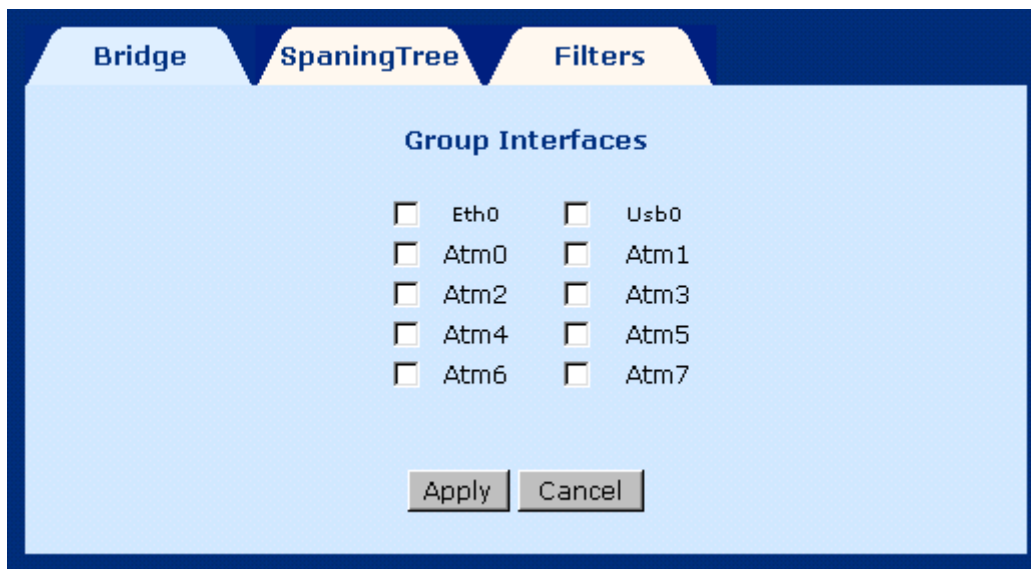 Bridge SpaningTree Filters
Group Interfaces
Eth0 Usb0
Atm0 Atm1
Atm2 Atm3
Atm4 Atm5
Atm6 Atm7
Apply Cancel